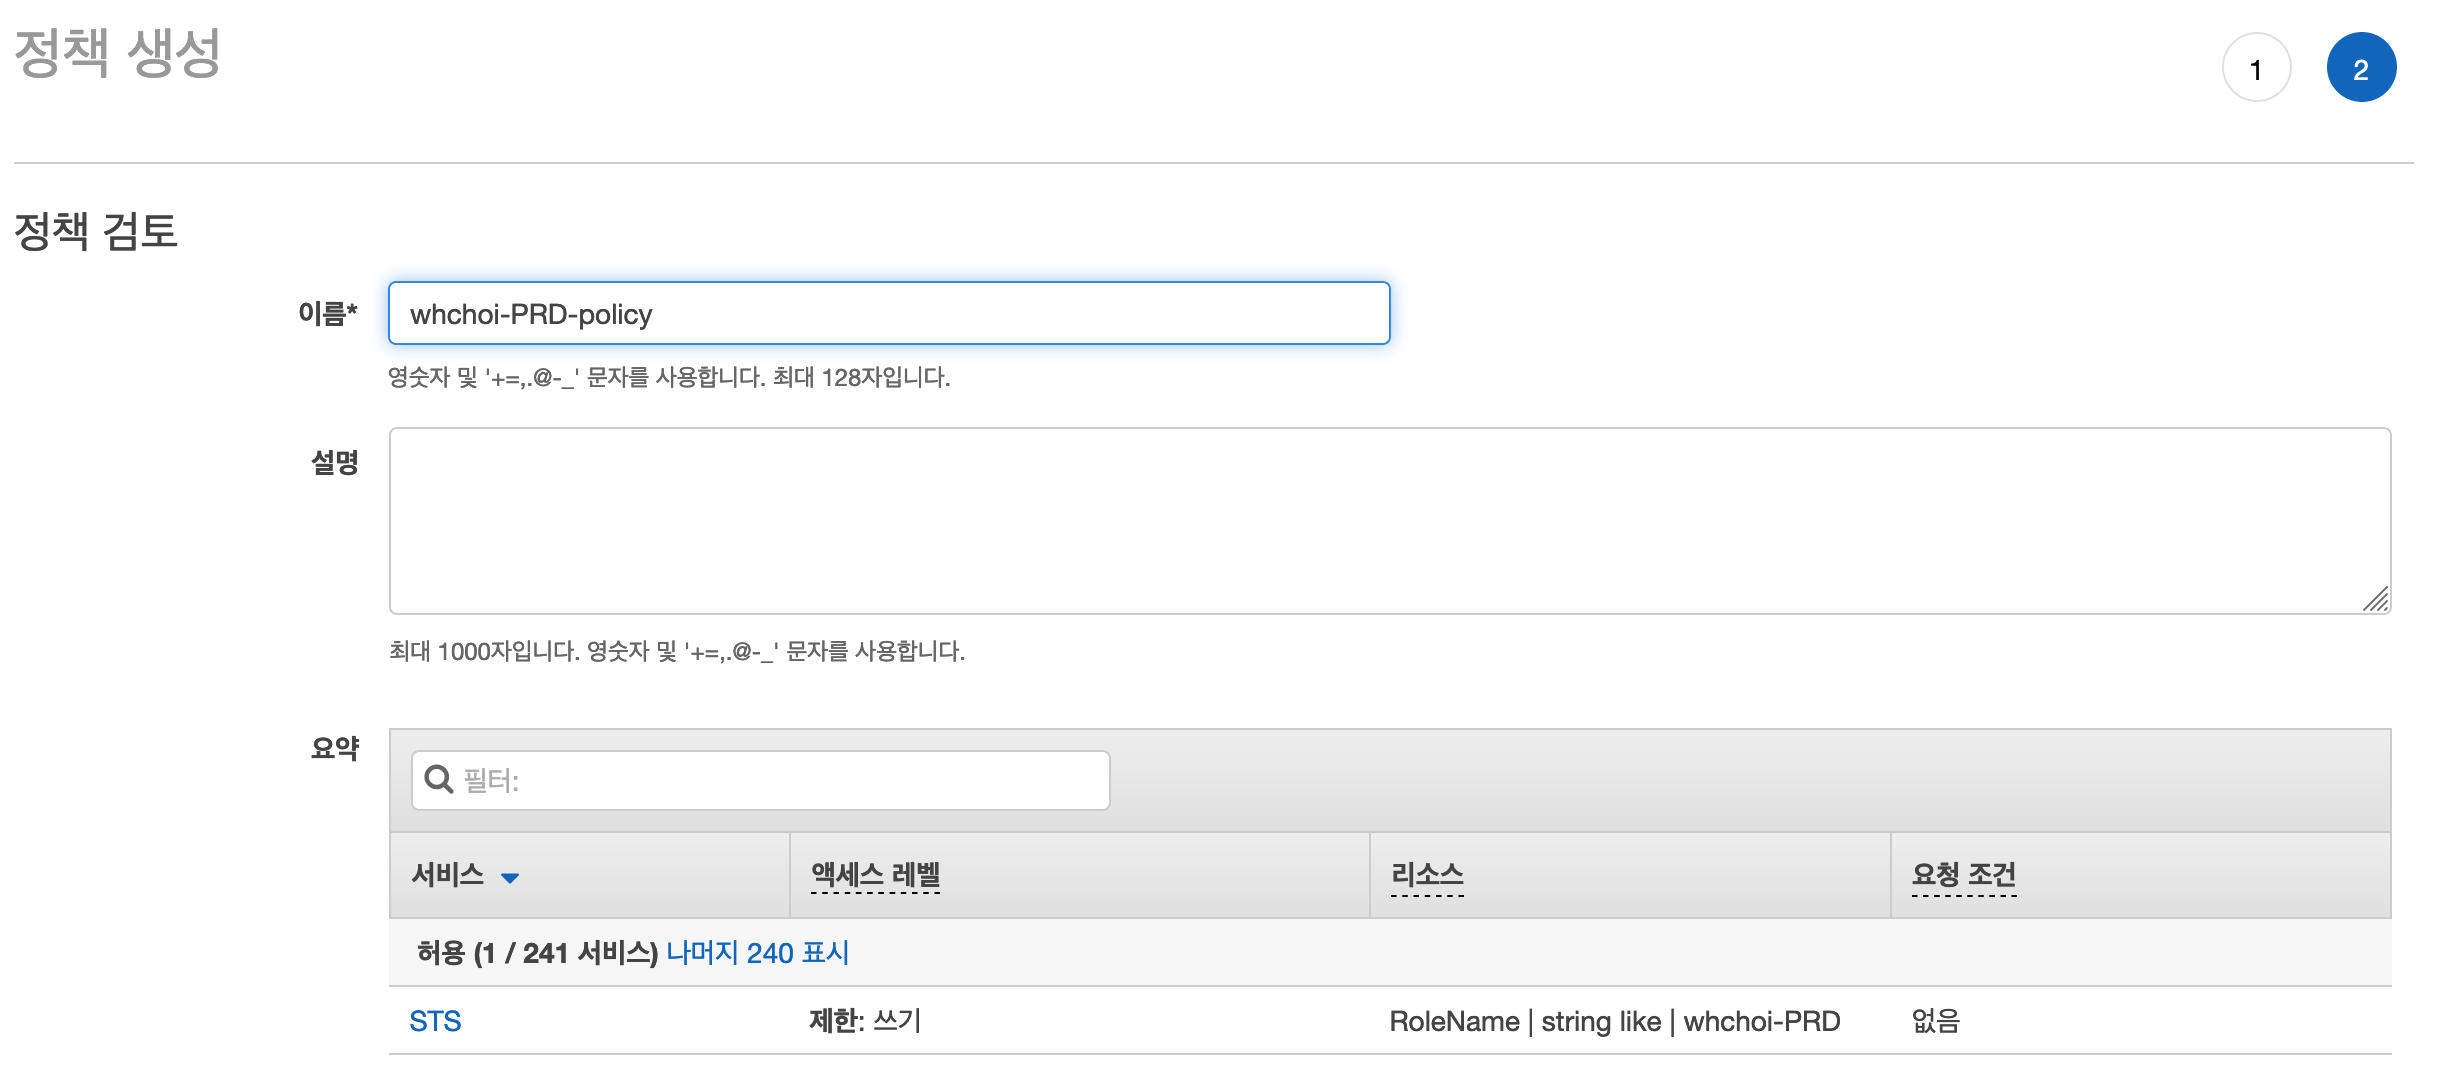 정책 생성
1
2
정책 검토
이름*
whchoi-PRD-policy
영숫자 및 '+=,.@-_' 문자를 사용합니다. 최대 128자입니다.
설명
최대 1000자입니다. 영숫자 및 '+=,.@-_' 문자를 사용합니다.
요약
필터:
서비스 액세스 레벨 리소스 요청 조건
허용 (1 / 241 서비스) 나머지 240 표시
STS 제한: 쓰기 RoleName | string like | whchoi-PRD 없음